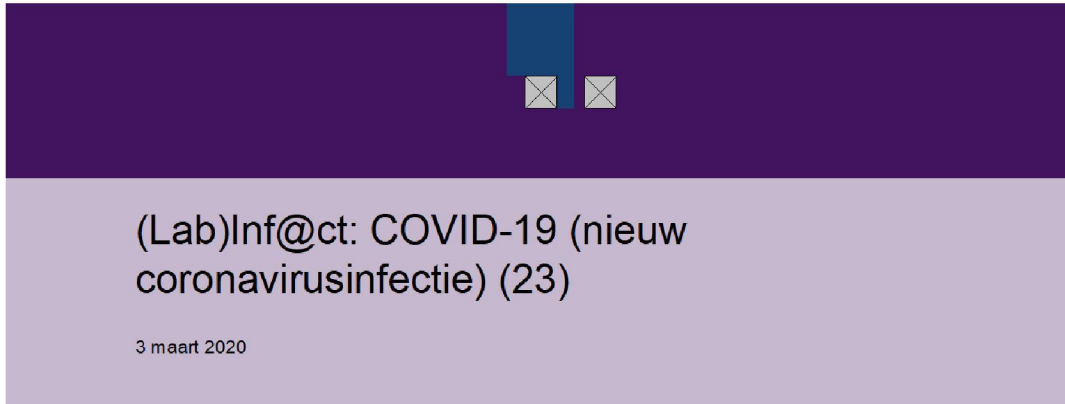 (Lab)Inf@ct: COVID-19 (nieuw
coronavirusinfectie) (23)
3 maart 2020